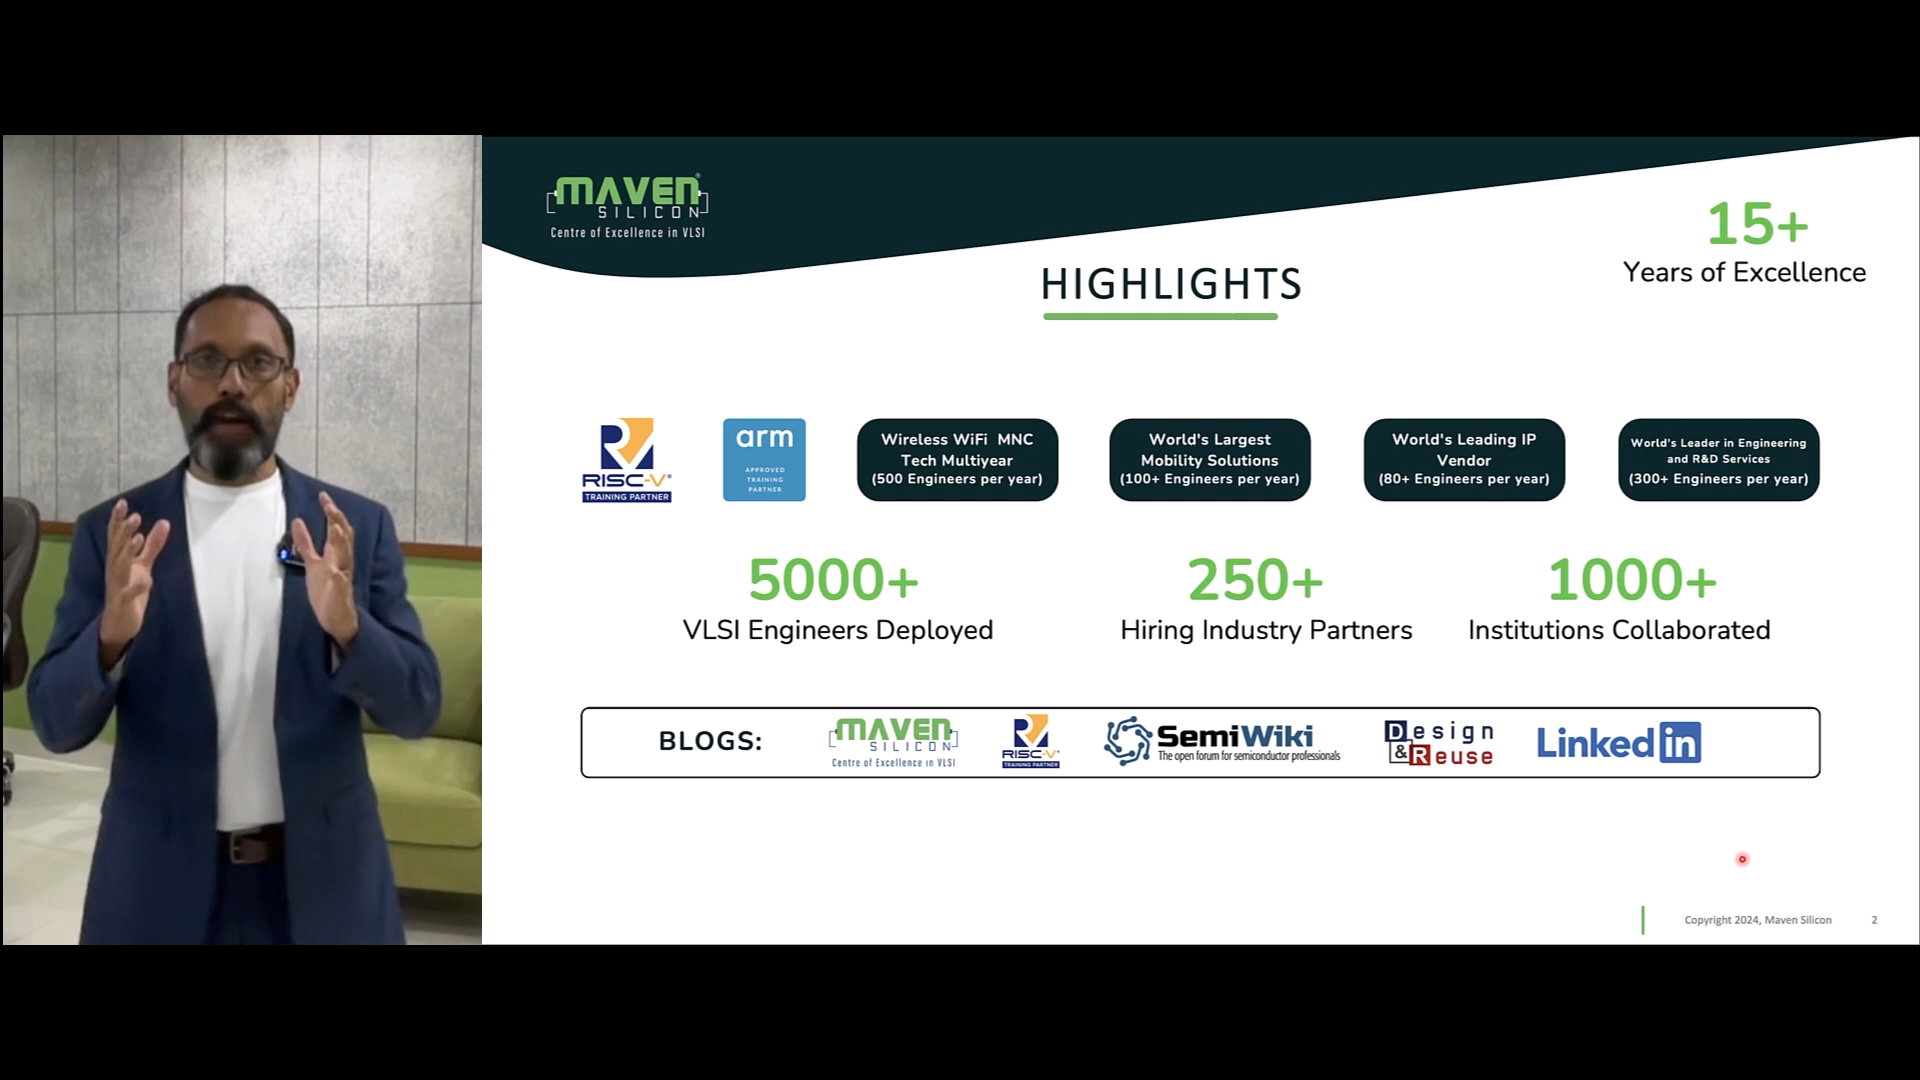 MAVEN®
SILICON
Centre of Excellence in VLSI
15+
Years of Excellence
HIGHLIGHTS
RISC-V®
TRAINING PARTNER
arm
APPROVED
TRAINING
PARTNER
Wireless WiFi MNC
Tech Multiyear
(500 Engineers per year)
World's Largest
Mobility Solutions
(100+ Engineers per year)
World's Leading IP
Vendor
(80+ Engineers per year)
World's Leader in Engineering
and R&D Services
(300+ Engineers per year)
5000+
VLSI Engineers Deployed
250+
Hiring Industry Partners
1000+
Institutions Collaborated
BLOGS:
MAVEN
SILICON
Centre of Excellence in VLSI
RISC-V®
TRAINING PARTNER
SemiWiki
The open forum for semiconductor professionals
Design
&Reuse
Linkedin
Copyright 2024, Maven Silicon
2